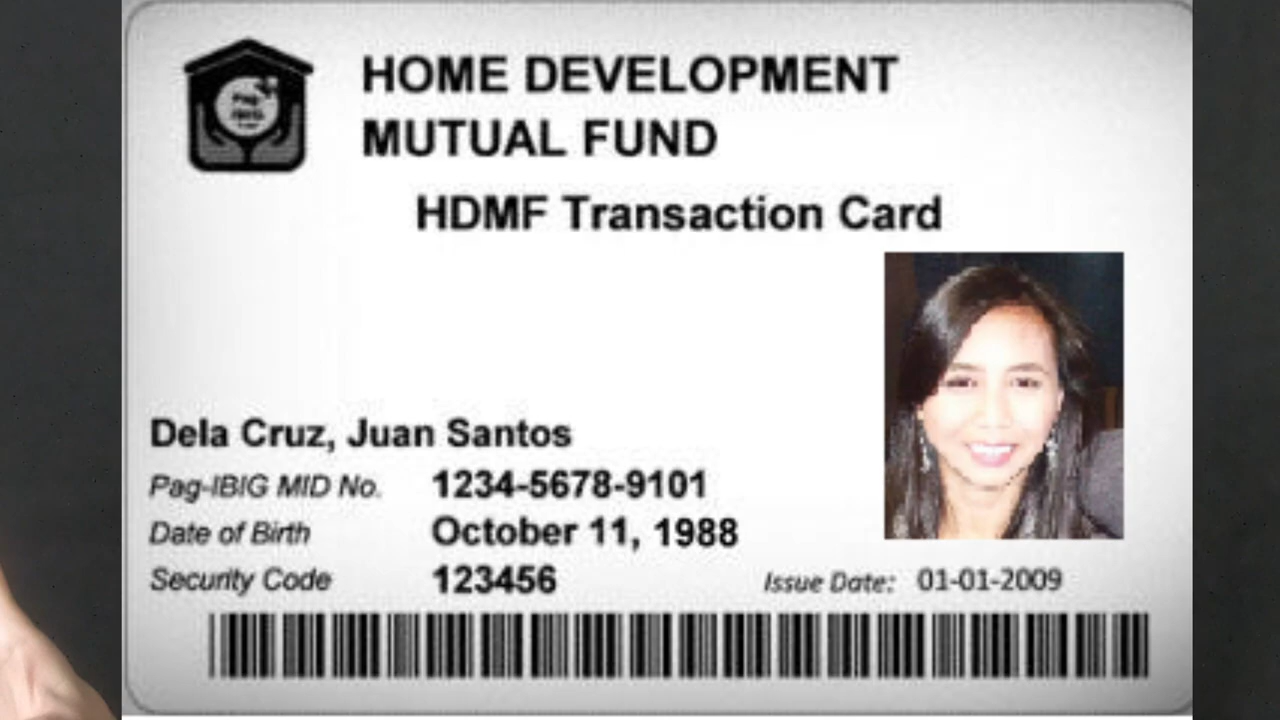 HOME DEVELOPMENT
MUTUAL FUND
HDMF Transaction Card
Dela Cruz, Juan Santos
Pag-IBIG MID No. 1234-5678-9101
Date of Birth October 11, 1988
Security Code 123456 Issue Date: 01-01-2009